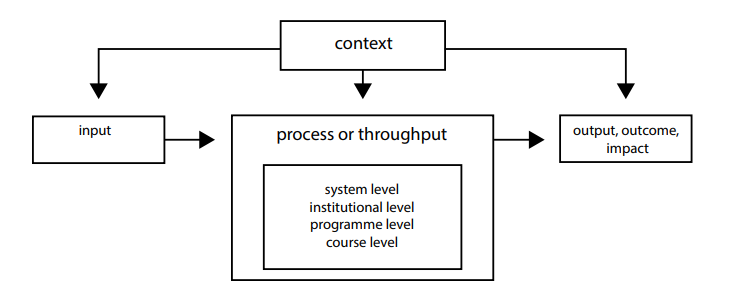 context
input
process or throughput
output, outcome,
impact
system level
institutional level
programme level
course level